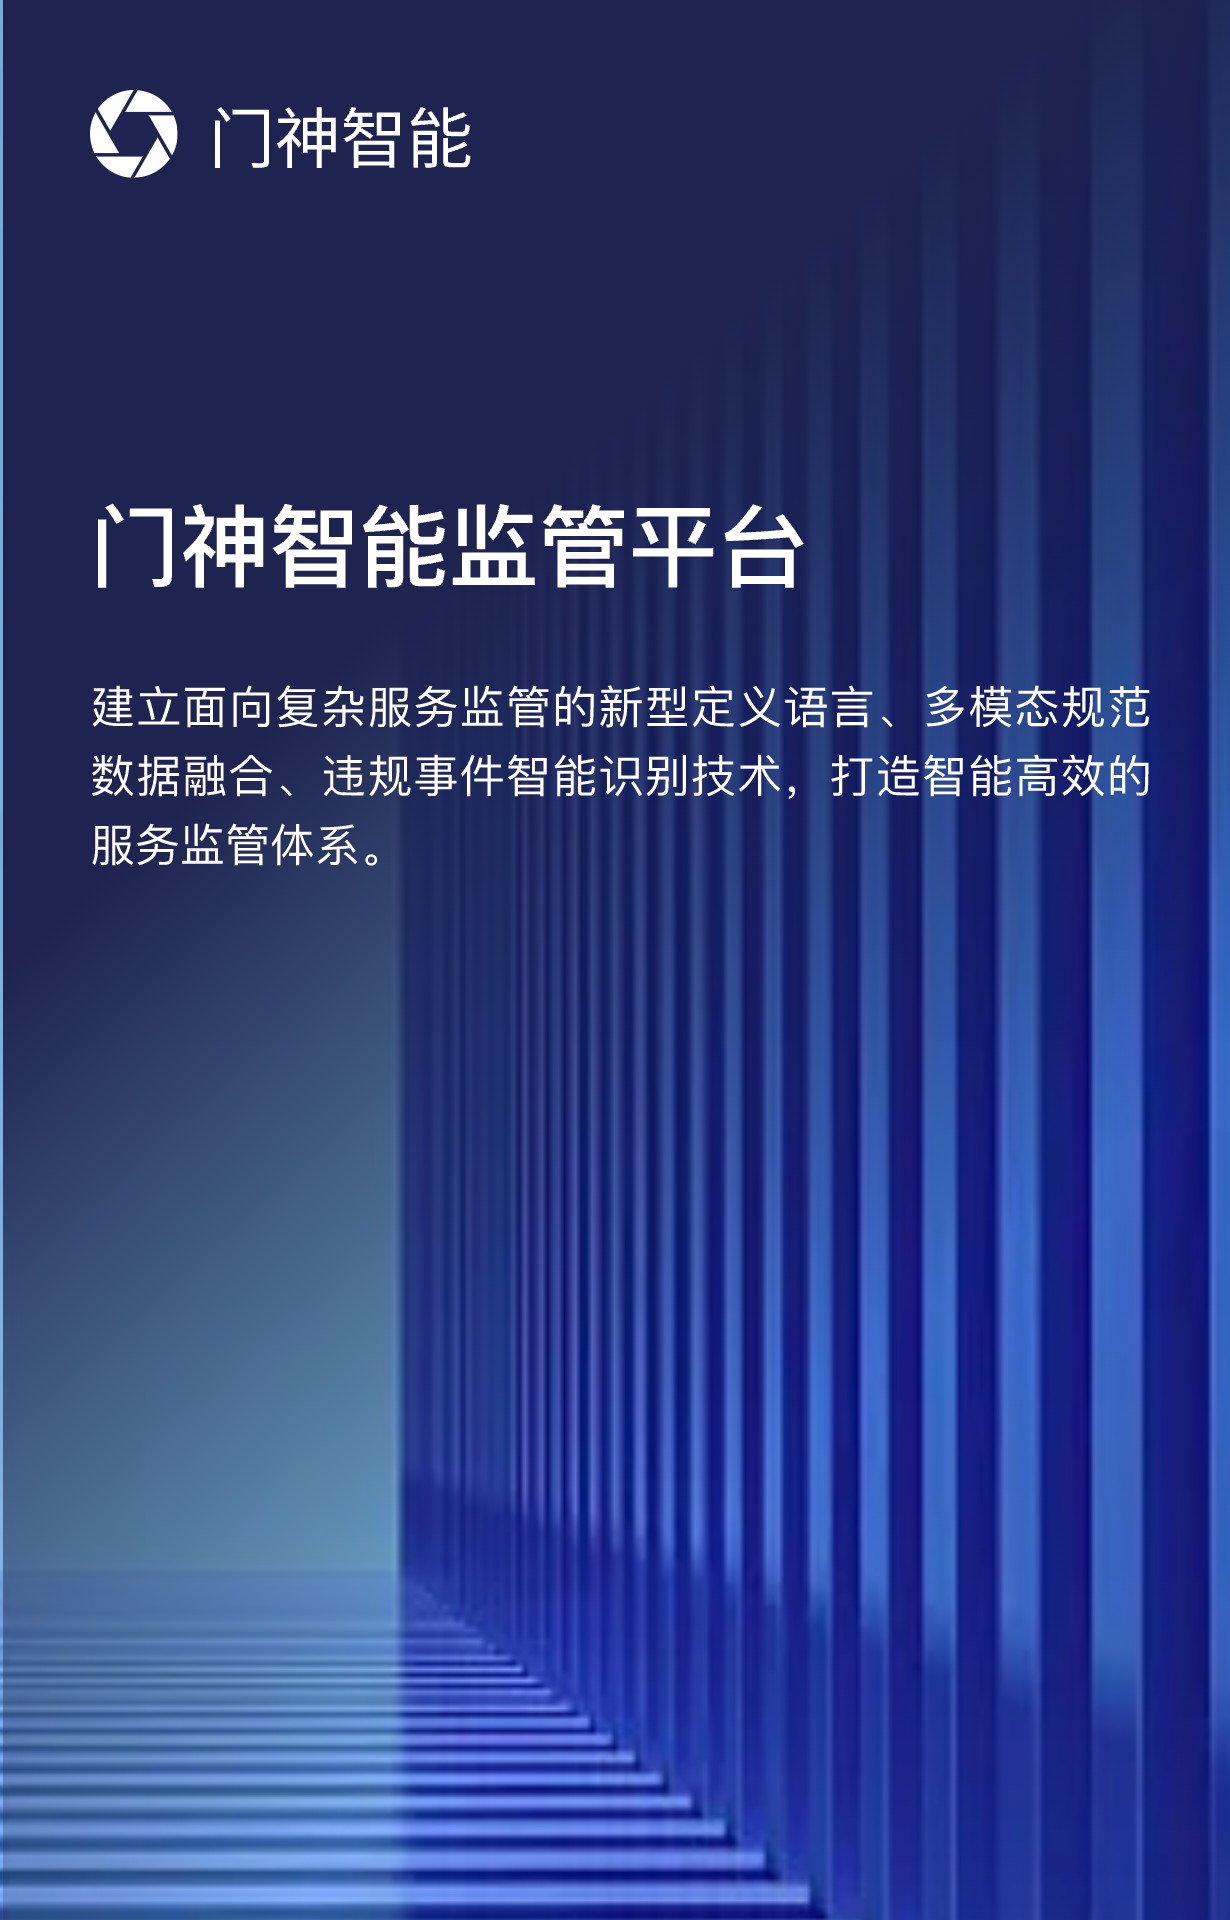 门神智能
门神智能监管平台
建立面向复杂服务监管的新型定义语言、多模态规范
数据融合、违规事件智能识别技术，打造智能高效的
服务监管体系。